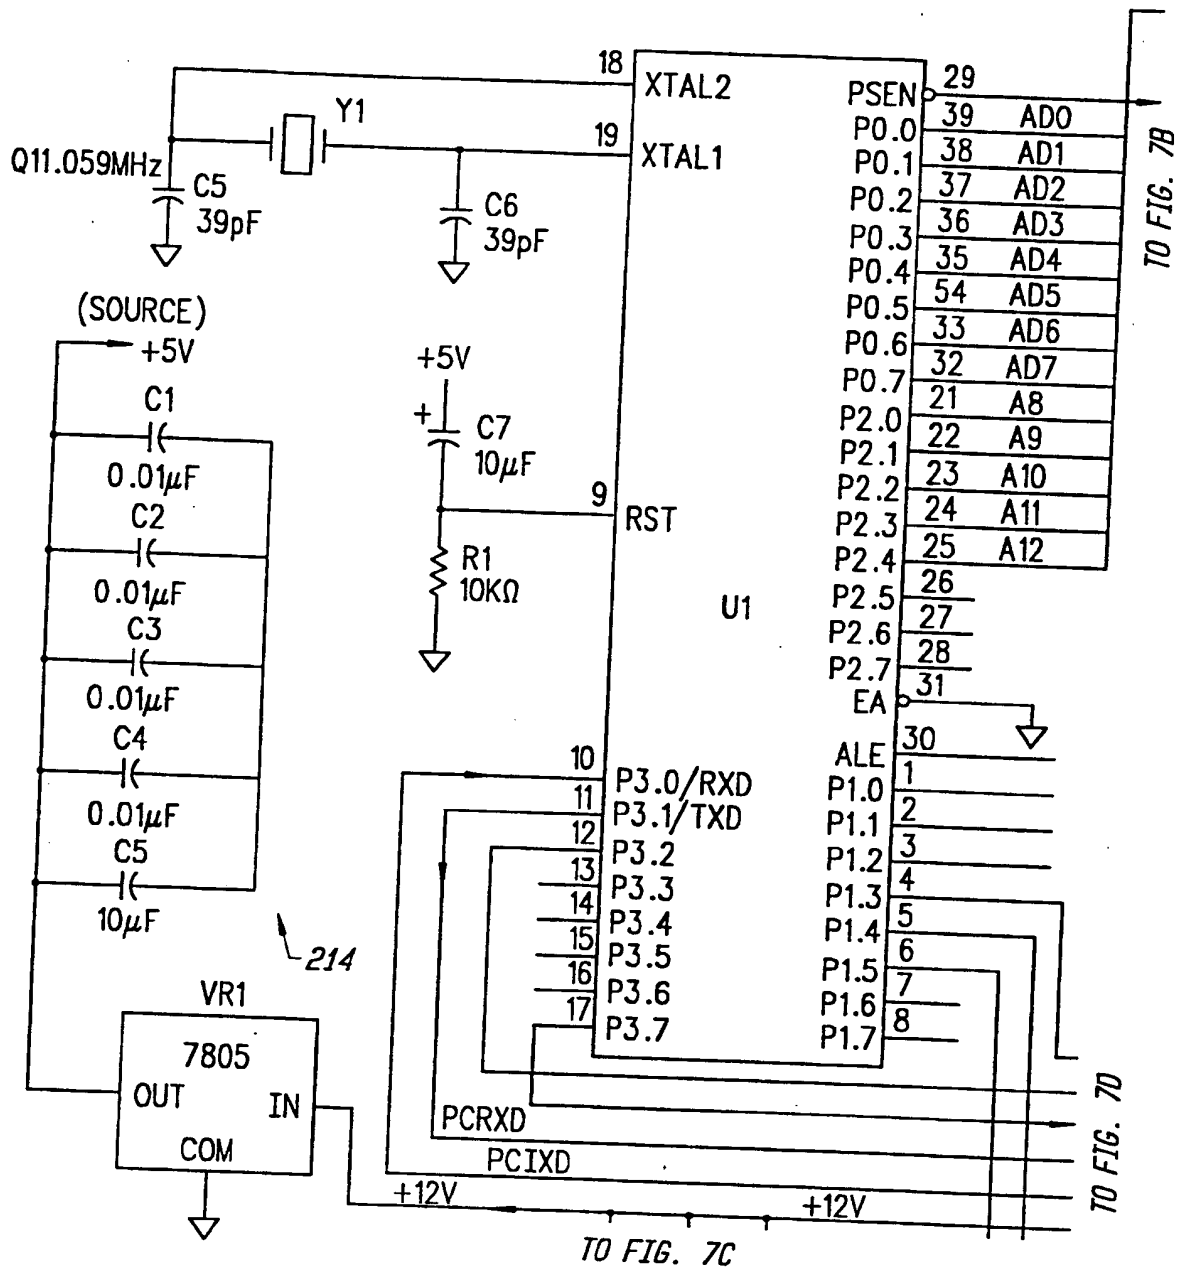 18
XTAL2
Y1
19
XTAL1
Q11.059MHz
C5
39pF
C6
39pF
(SOURCE)
+5V
C1
0.01μF
C2
0.01μF
C3
0.01μF
C4
0.01μF
C5
10μF
214
+5V
+
C7
10μF
9
RST
R1
10KΩ
U1
PSEN
29
P0.0
39
AD0
P0.1
38
AD1
P0.2
37
AD2
P0.3
36
AD3
P0.4
35
AD4
P0.5
54
AD5
P0.6
33
AD6
P0.7
32
AD7
P2.0
21
A8
P2.1
22
A9
P2.2
23
A10
P2.3
24
A11
P2.4
25
A12
P2.5
26
P2.6
27
P2.7
28
EA
31
ALE
30
P1.0
1
P1.1
2
P1.2
3
P1.3
4
P1.4
5
P1.5
6
P1.6
7
P1.7
8
TO FIG. 7B
10
P3.0/RXD
11
P3.1/TXD
12
P3.2
13
P3.3
14
P3.4
15
P3.5
16
P3.6
17
P3.7
VR1
7805
OUT
IN
COM
PCRXD
PCIXD
+12V
+12V
TO FIG. 7C
TO FIG. 7D